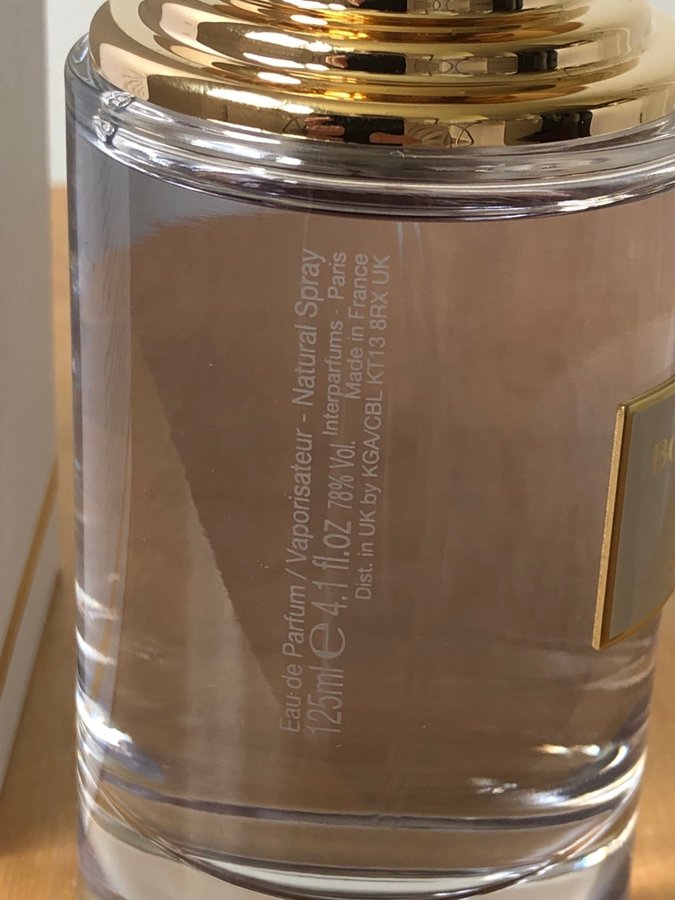 Eau de Parfum / Vaporisateur - Natural Spray
125ml e 4.1 fl.oz 78% Vol. Interparfums · Paris
Made in France
Dist. in UK by KGA/CBL KT13 8RX UK